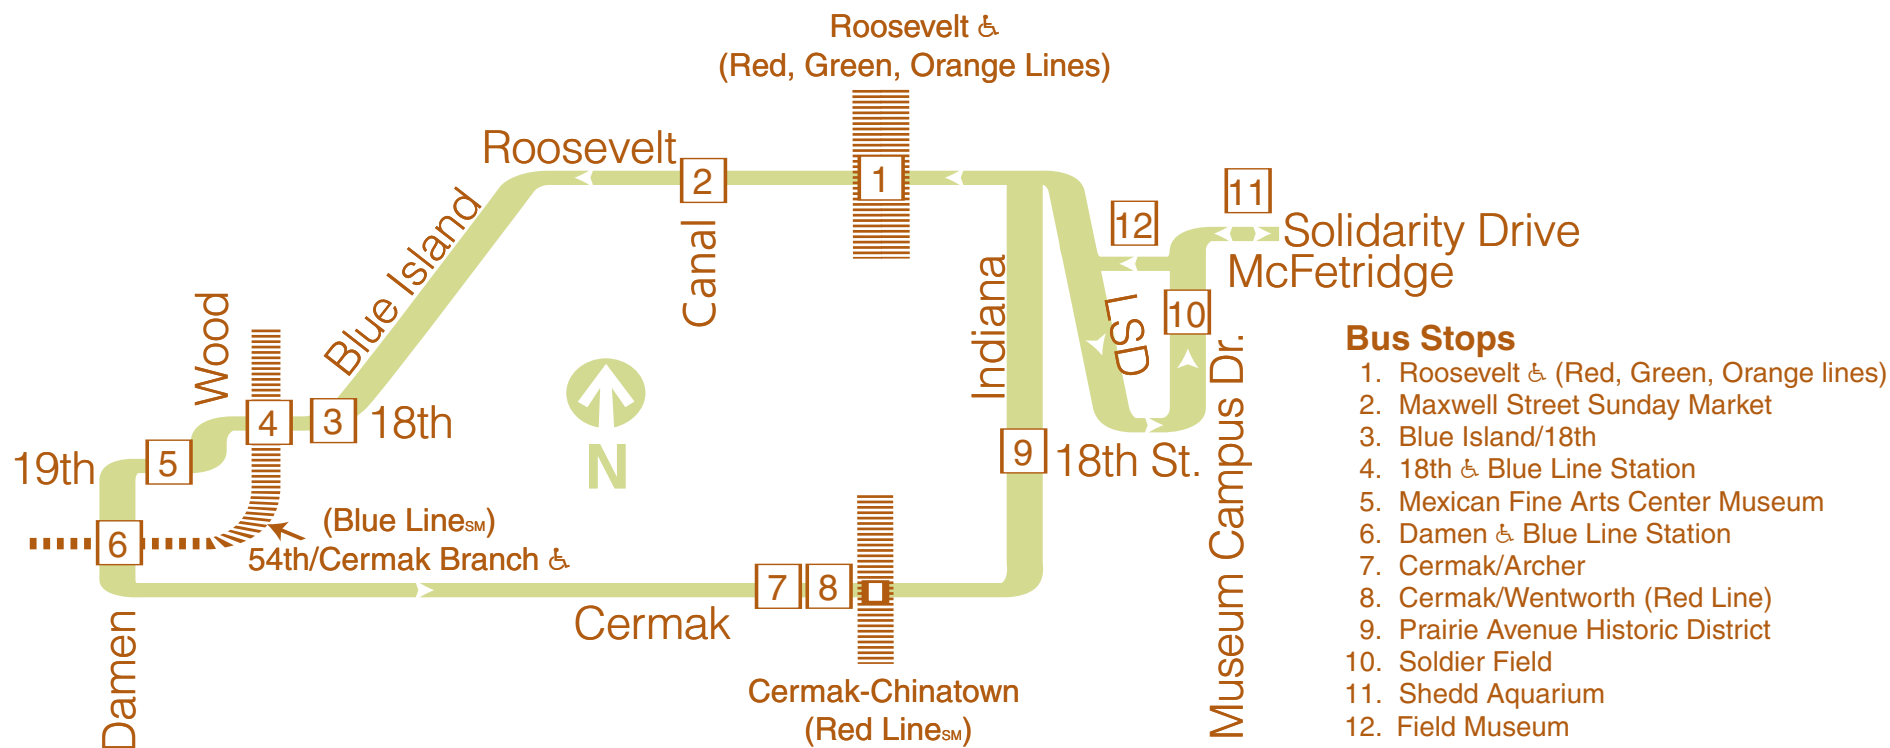 Roosevelt ♿
(Red, Green, Orange Lines)
Roosevelt
1
2
11
12
Solidarity Drive
McFetridge
Blue Island
Canal
Indiana
LSD
10
Museum Campus Dr.
Wood
4
3
18th
5
19th
N
9
18th St.
(Blue Line℠)
54th/Cermak Branch ♿
6
7
8
Cermak
Damen
Cermak-Chinatown
(Red Line℠)
Bus Stops
1. Roosevelt ♿ (Red, Green, Orange lines)
2. Maxwell Street Sunday Market
3. Blue Island/18th
4. 18th ♿ Blue Line Station
5. Mexican Fine Arts Center Museum
6. Damen ♿ Blue Line Station
7. Cermak/Archer
8. Cermak/Wentworth (Red Line)
9. Prairie Avenue Historic District
10. Soldier Field
11. Shedd Aquarium
12. Field Museum